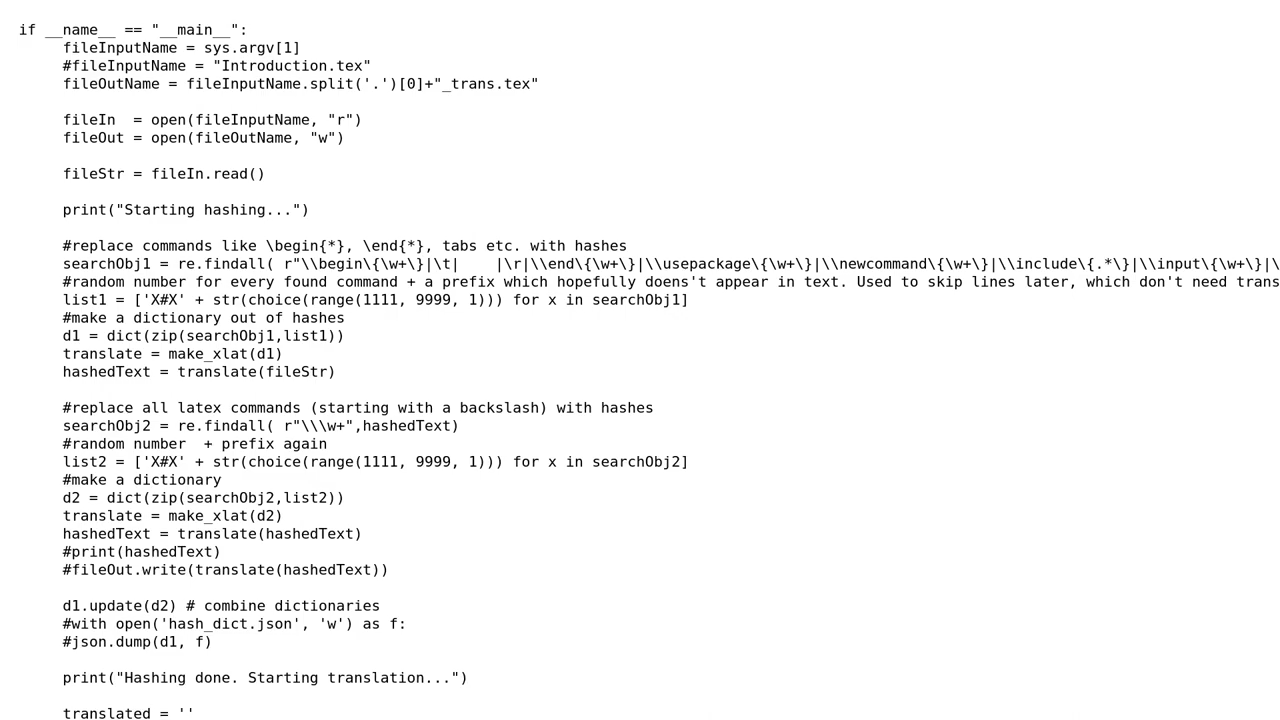 if __name__ == "__main__":
     fileInputName = sys.argv[1]
     #fileInputName = "Introduction.tex"
     fileOutName = fileInputName.split('.')[0]+"_trans.tex"

     fileIn  = open(fileInputName, "r")
     fileOut = open(fileOutName, "w")

     fileStr = fileIn.read()

     print("Starting hashing...")

     #replace commands like \begin{*}, \end{*}, tabs etc. with hashes
     searchObj1 = re.findall( r"\\begin\{\w+\}|\t|    |\r|\\end\{\w+\}|\\usepackage\{\w+\}|\\newcommand\{\w+\}|\\include\{.*\}|\\input\{\w+\}|\
     #random number for every found command + a prefix which hopefully doens't appear in text. Used to skip lines later, which don't need trans
     list1 = ['X#X' + str(choice(range(1111, 9999, 1))) for x in searchObj1]
     #make a dictionary out of hashes
     d1 = dict(zip(searchObj1,list1))
     translate = make_xlat(d1)
     hashedText = translate(fileStr)

     #replace all latex commands (starting with a backslash) with hashes
     searchObj2 = re.findall( r"\\\w+",hashedText)
     #random number  + prefix again
     list2 = ['X#X' + str(choice(range(1111, 9999, 1))) for x in searchObj2]
     #make a dictionary
     d2 = dict(zip(searchObj2,list2))
     translate = make_xlat(d2)
     hashedText = translate(hashedText)
     #print(hashedText)
     #fileOut.write(translate(hashedText))

     d1.update(d2) # combine dictionaries
     #with open('hash_dict.json', 'w') as f:
     #json.dump(d1, f)

     print("Hashing done. Starting translation...")

     translated = ''